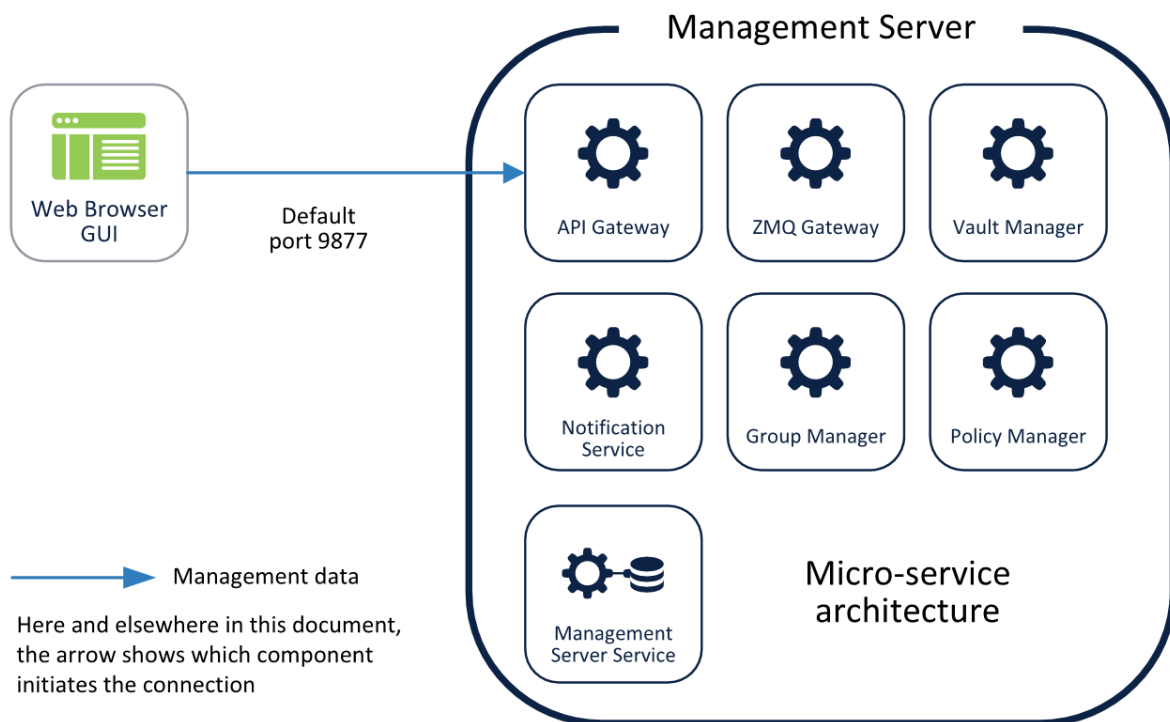 Management Server
Web Browser
GUI
Default
port 9877
API Gateway
ZMQ Gateway
Vault Manager
Notification
Service
Group Manager
Policy Manager
Management
Server Service
Micro-service
architecture
Management data
Here and elsewhere in this document,
the arrow shows which component
initiates the connection